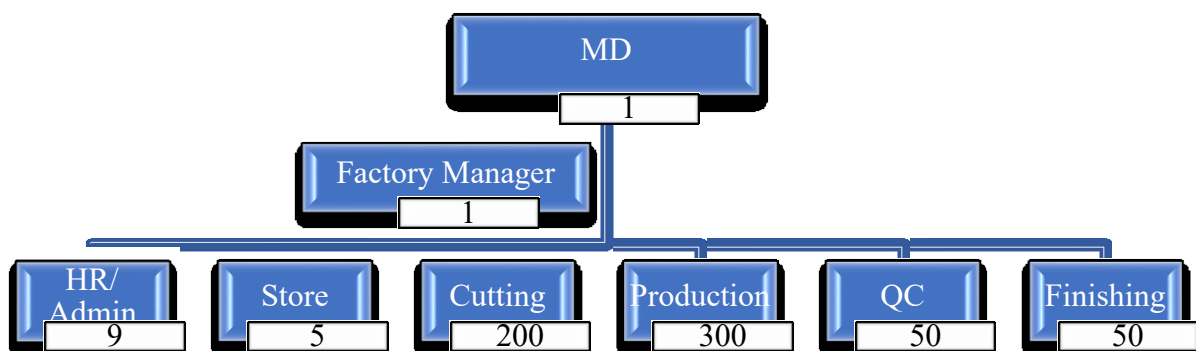 MD
1
Factory Manager
1
HR/
Admin
9
Store
5
Cutting
200
Production
300
QC
50
Finishing
50